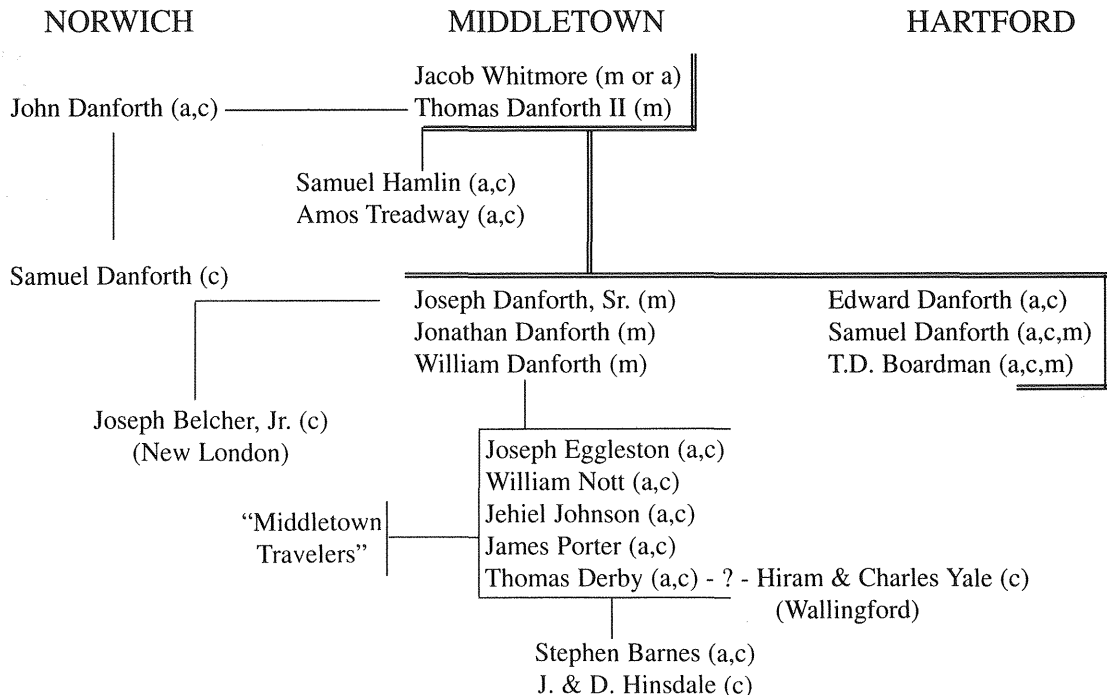 NORWICH MIDDLETOWN HARTFORD
Jacob Whitmore (m or a)
John Danforth (a,c) Thomas Danforth II (m)
Samuel Hamlin (a,c)
Amos Treadway (a,c)
Samuel Danforth (c)
Joseph Danforth, Sr. (m) Edward Danforth (a,c)
Jonathan Danforth (m) Samuel Danforth (a,c,m)
William Danforth (m) T.D. Boardman (a,c,m)
Joseph Belcher, Jr. (c)
(New London)
Joseph Eggleston (a,c)
William Nott (a,c)
“Middletown Jehiel Johnson (a,c)
Travelers” James Porter (a,c)
Thomas Derby (a,c) - ? - Hiram & Charles Yale (c)
(Wallingford)
Stephen Barnes (a,c)
J. & D. Hinsdale (c)